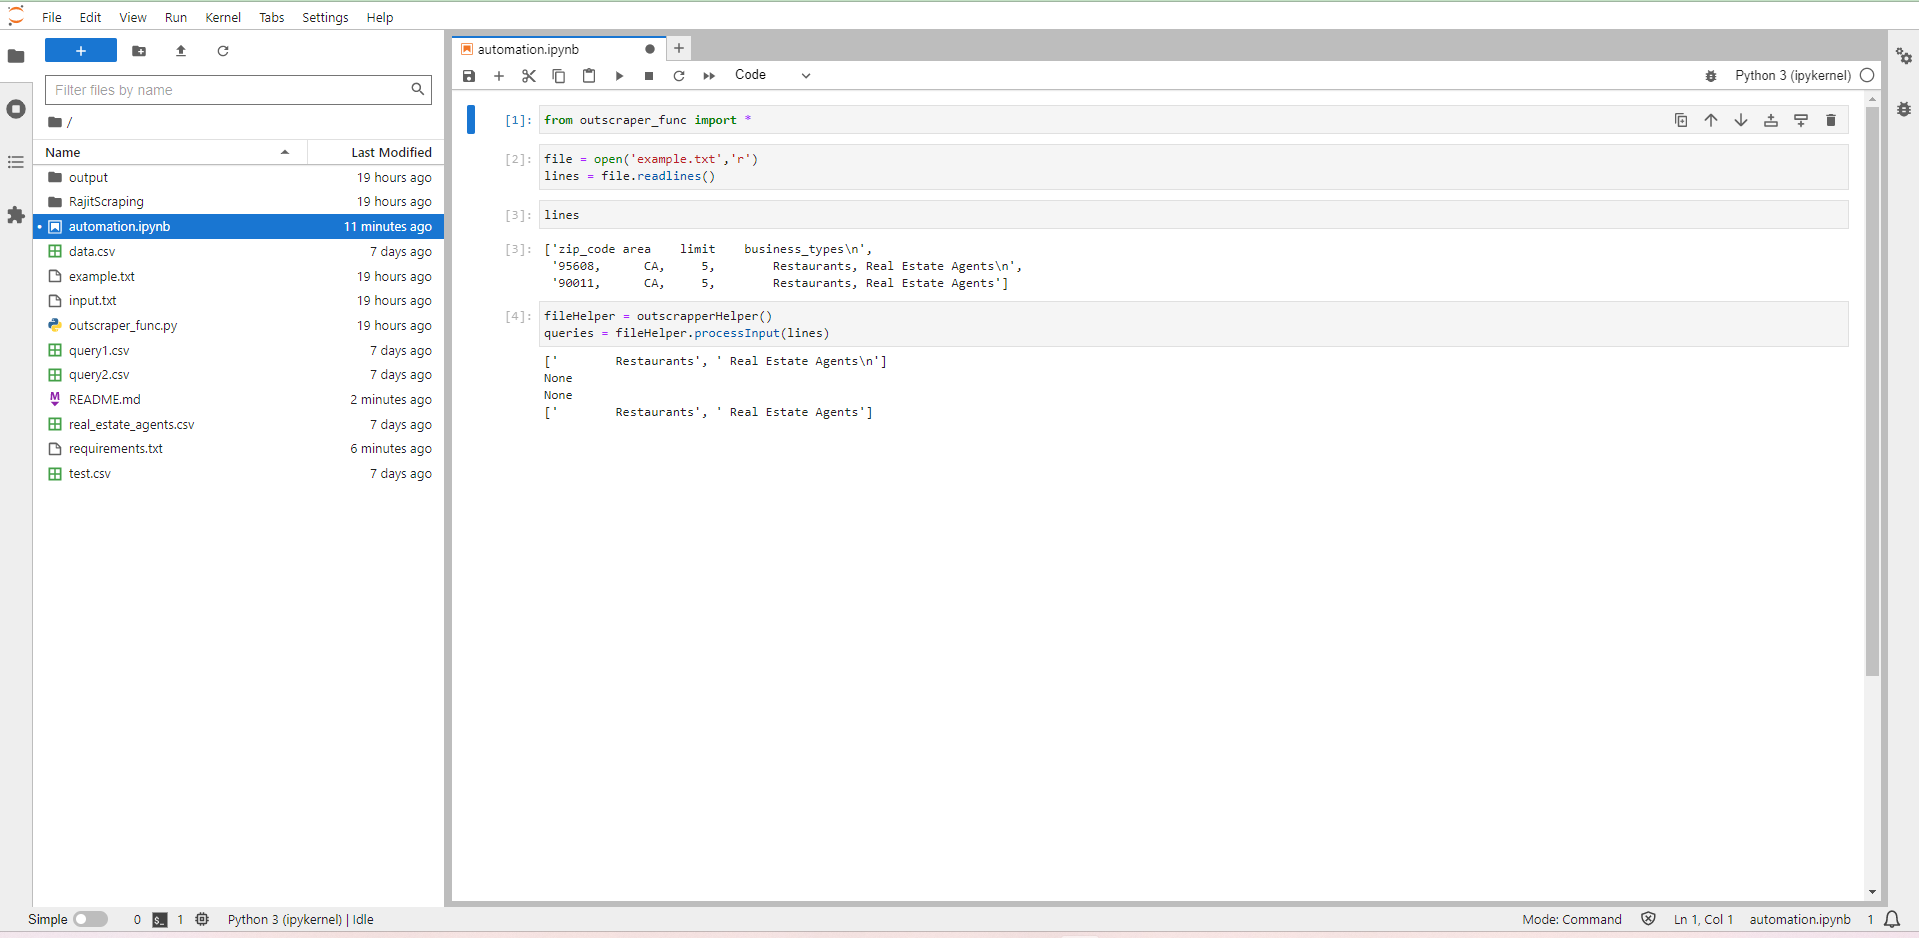 File Edit View Run Kernel Tabs Settings Help
Filter files by name
/
Name Last Modified
output 19 hours ago
RajitScraping 19 hours ago
automation.ipynb 11 minutes ago
data.csv 7 days ago
example.txt 19 hours ago
input.txt 19 hours ago
outscraper_func.py 19 hours ago
query1.csv 7 days ago
query2.csv 7 days ago
README.md 2 minutes ago
real_estate_agents.csv 7 days ago
requirements.txt 6 minutes ago
test.csv 7 days ago
automation.ipynb
Code Python 3 (ipykernel)
[1]: from outscraper_func import *
[2]: file = open('example.txt','r')
lines = file.readlines()
[3]: lines
[3]: ['zip_code area    limit    business_types\n',
'95608,      CA,     5,        Restaurants, Real Estate Agents\n',
'90011,      CA,     5,        Restaurants, Real Estate Agents']
[4]: fileHelper = outscrapperHelper()
queries = fileHelper.processInput(lines)
['        Restaurants', ' Real Estate Agents\n']
None
None
['        Restaurants', ' Real Estate Agents']
Simple 0 1 Python 3 (ipykernel) | Idle Mode: Command Ln 1, Col 1 automation.ipynb 1